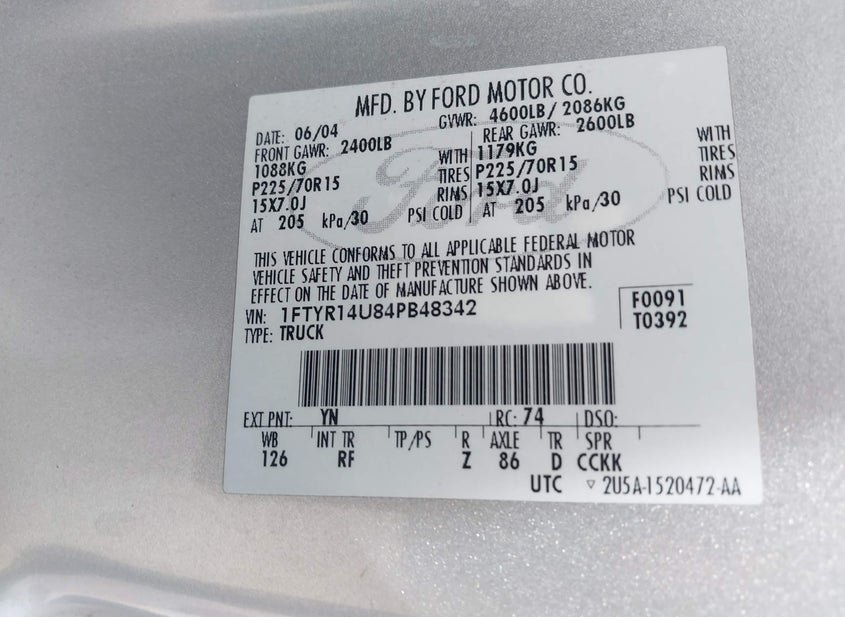 MFD. BY FORD MOTOR CO.
DATE: 06/04 GVWR: 4600LB/ 2086KG
FRONT GAWR: 2400LB REAR GAWR: 2600LB
1088KG WITH 1179KG WITH
P225/70R15 TIRES P225/70R15 TIRES
15X7.0J RIMS 15X7.0J RIMS
AT 205 kPa/30 PSI COLD AT 205 kPa/30 PSI COLD
Ford
THIS VEHICLE CONFORMS TO ALL APPLICABLE FEDERAL MOTOR
VEHICLE SAFETY AND THEFT PREVENTION STANDARDS IN
EFFECT ON THE DATE OF MANUFACTURE SHOWN ABOVE.
VIN: 1FTYR14U84PB48342 F0091
TYPE: TRUCK T0392
EXT PNT: YN RC: 74 DSO:
WB INT TR TP/PS R AXLE TR SPR
126 RF Z 86 D CCKK
UTC ▽ 2U5A-1520472-AA